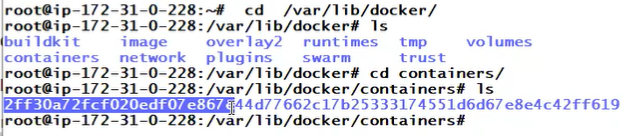 root@ip-172-31-0-228:~#  cd  /var/lib/docker/
root@ip-172-31-0-228:/var/lib/docker# ls
buildkit    image    overlay2  runtimes  tmp    volumes
containers  network  plugins   swarm     trust
root@ip-172-31-0-228:/var/lib/docker# cd containers/
root@ip-172-31-0-228:/var/lib/docker/containers# ls
root@ip-172-31-0-228:/var/lib/docker/containers#